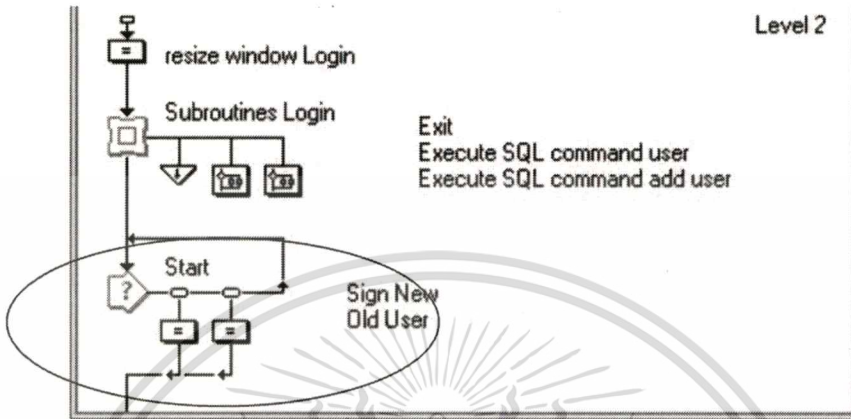 Level 2
=
resize window Login
Subroutines Login
Exit
Execute SQL command user
Execute SQL command add user
Start
?
Sign New
Old User
= =